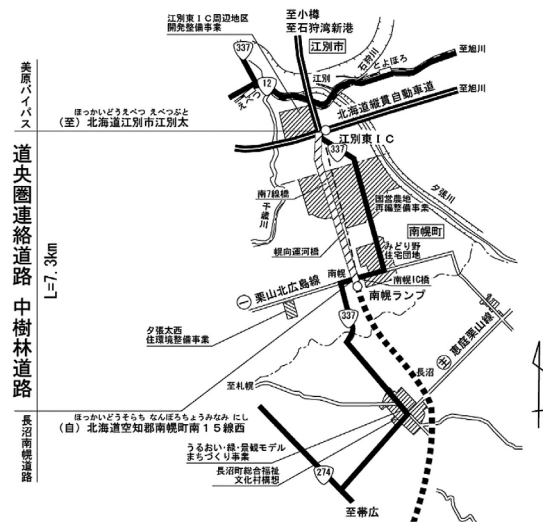 江別東ＩＣ周辺地区
開発整備事業
至小樽
至石狩湾新港
江別市
337
12
えべつ
江別
石狩川
とよほろ
至旭川
北海道縦貫自動車道
至旭川
美原バイパス
ほっかいどうえべつ えべつぶと
（至）北海道江別市江別太
江別東ＩＣ
337
道央圏連絡道路 中樹林道路
L=7.3km
南7線橋
千歳川
国営農地
再編整備事業
夕張川
幌向運河橋
南幌町
みどり野
住宅団地
南幌
南幌IC橋
南幌ランプ
一
栗山北広島線
337
夕張太西
住環境整備事業
主
恵庭栗山線
長沼
至札幌
長沼南幌道路
ほっかいどうそらち なんぽろちょうみなみ にし
（自）北海道空知郡南幌町南１５線西
うるおい・緑・景観モデル
まちづくり事業
長沼町総合福祉
文化村構想
274
至帯広